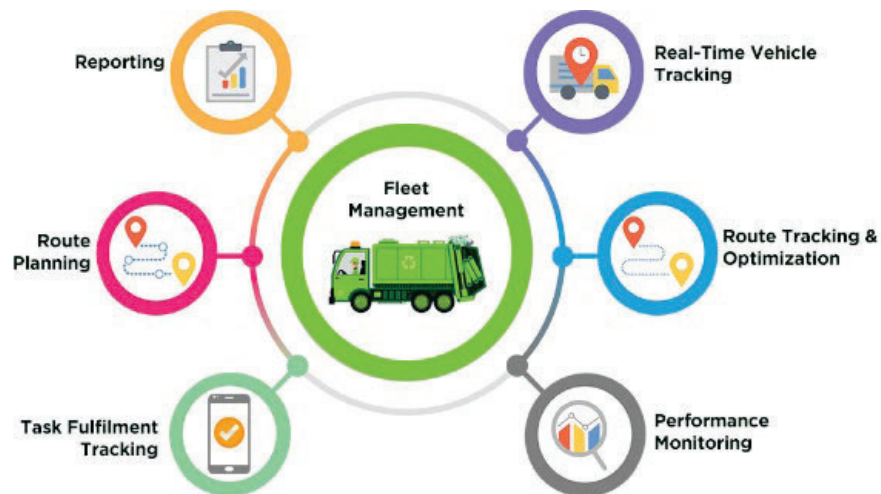 Reporting
Real-Time Vehicle
Tracking
Fleet
Management
Route
Planning
Route Tracking &
Optimization
Task Fulfilment
Tracking
Performance
Monitoring